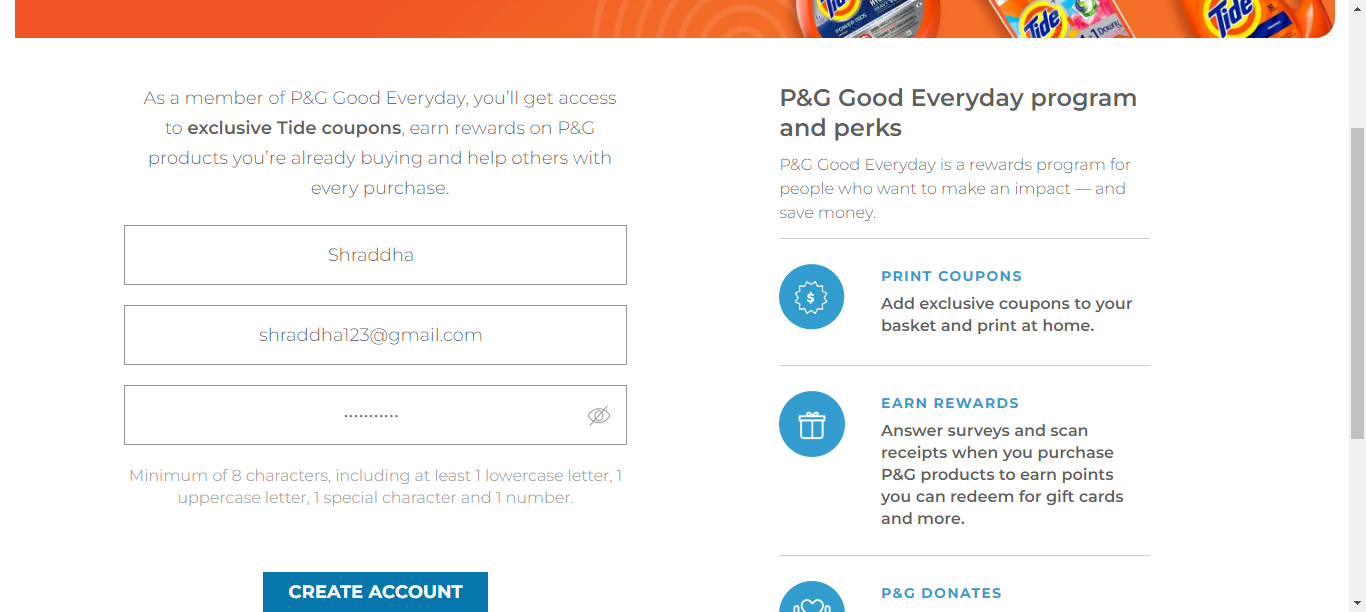 Tide
POWER PODS
Tide
Downy
Tide
As a member of P&G Good Everyday, you’ll get access
to exclusive Tide coupons, earn rewards on P&G
products you’re already buying and help others with
every purchase.
Shraddha
shraddha123@gmail.com
•••••••••••
Minimum of 8 characters, including at least 1 lowercase letter, 1
uppercase letter, 1 special character and 1 number.
CREATE ACCOUNT
P&G Good Everyday program
and perks
P&G Good Everyday is a rewards program for
people who want to make an impact — and
save money.
$
PRINT COUPONS
Add exclusive coupons to your
basket and print at home.
EARN REWARDS
Answer surveys and scan
receipts when you purchase
P&G products to earn points
you can redeem for gift cards
and more.
P&G DONATES